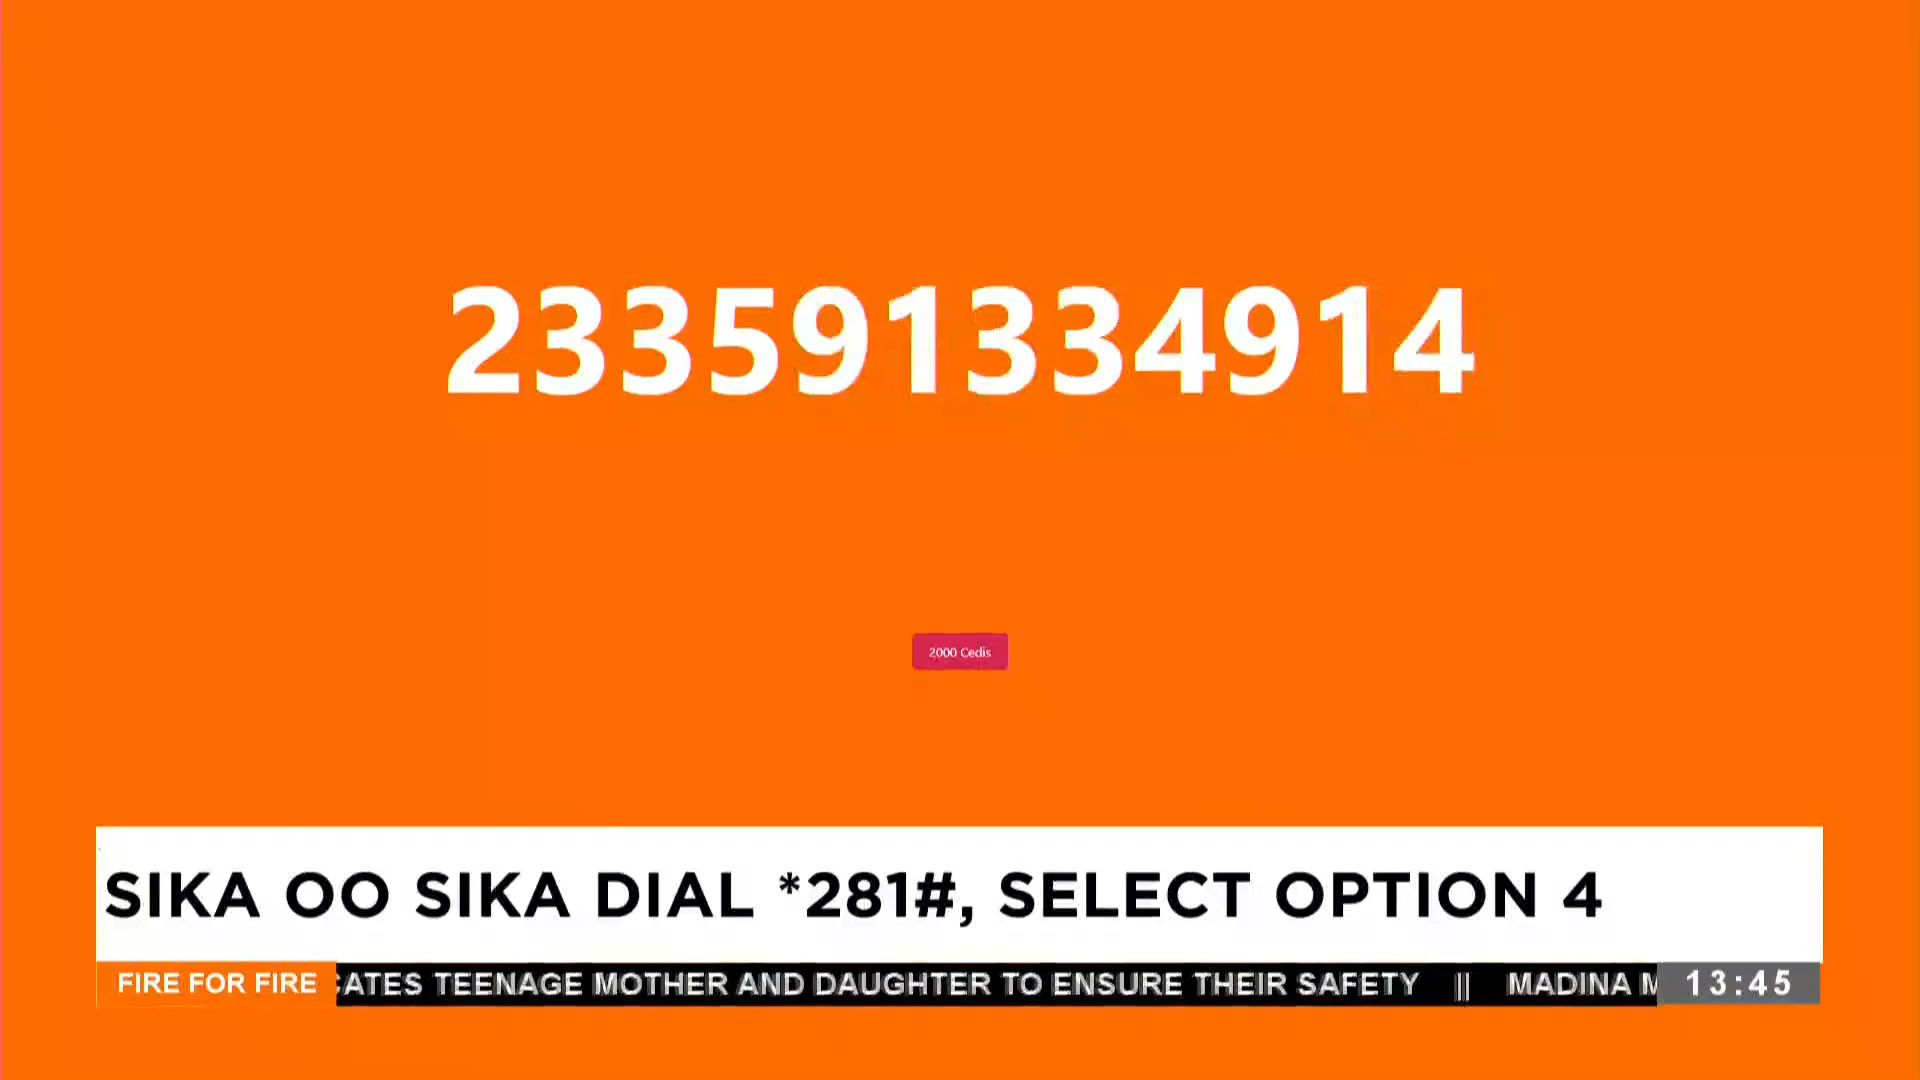 233591334914
2000 Cedis
SIKA OO SIKA DIAL *281#, SELECT OPTION 4
FIRE FOR FIRE
CATES TEENAGE MOTHER AND DAUGHTER TO ENSURE THEIR SAFETY || MADINA M
13:45